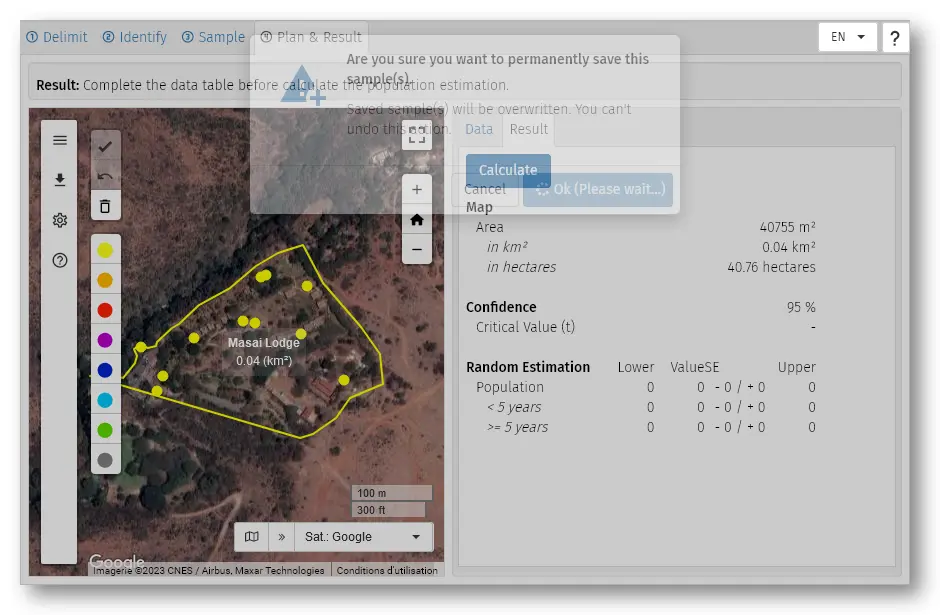 ① Delimit ② Identify ③ Sample ④ Plan & Result EN ?
Are you sure you want to permanently save this
sample(s).
Result: Complete the data table before calculate the population estimation.
Saved sample(s) will be overwritten. You can't
undo this action.
Data Result
Calculate
Cancel Ok (Please wait...)
Map
Area 40755 m²
in km² 0.04 km²
in hectares 40.76 hectares
Confidence 95 %
Critical Value (t) -
Random Estimation Lower ValueSE Upper
Population 0 0 - 0 / + 0 0
< 5 years 0 0 - 0 / + 0 0
>= 5 years 0 0 - 0 / + 0 0
+
−
Masai Lodge
0.04 (km²)
100 m
300 ft
» Sat.: Google
Google
Imagerie ©2023 CNES / Airbus, Maxar Technologies Conditions d'utilisation